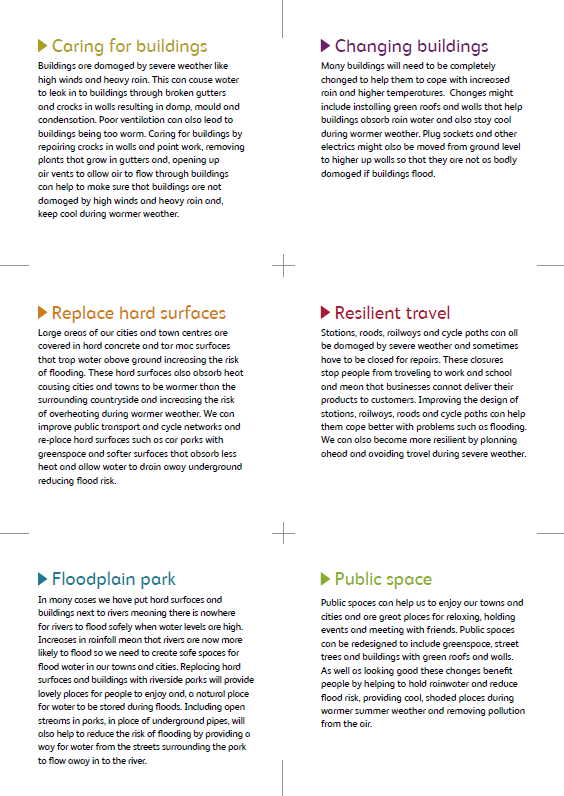 Caring for buildings
Buildings are damaged by severe weather like
high winds and heavy rain. This can cause water
to leak in to buildings through broken gutters
and cracks in walls resulting in damp, mould and
condensation. Poor ventilation can also lead to
buildings being too warm. Caring for buildings by
repairing cracks in walls and paint work, removing
plants that grow in gutters and, opening up
air vents to allow air to flow through buildings
can help to make sure that buildings are not
damaged by high winds and heavy rain and,
keep cool during warmer weather.
Changing buildings
Many buildings will need to be completely
changed to help them to cope with increased
rain and higher temperatures. Changes might
include installing green roofs and walls that help
buildings absorb rain water and also stay cool
during warmer weather. Plug sockets and other
electrics might also be moved from ground level
to higher up walls so that they are not as badly
damaged if buildings flood.
Replace hard surfaces
Large areas of our cities and town centres are
covered in hard concrete and tar mac surfaces
that trap water above ground increasing the risk
of flooding. These hard surfaces also absorb heat
causing cities and towns to be warmer than the
surrounding countryside and increasing the risk
of overheating during warmer weather. We can
improve public transport and cycle networks and
re-place hard surfaces such as car parks with
greenspace and softer surfaces that absorb less
heat and allow water to drain away underground
reducing flood risk.
Resilient travel
Stations, roads, railways and cycle paths can all
be damaged by severe weather and sometimes
have to be closed for repairs. These closures
stop people from traveling to work and school
and mean that businesses cannot deliver their
products to customers. Improving the design of
stations, railways, roads and cycle paths can help
them cope better with problems such as flooding.
We can also become more resilient by planning
ahead and avoiding travel during severe weather.
Floodplain park
In many cases we have put hard surfaces and
buildings next to rivers meaning there is nowhere
for rivers to flood safely when water levels are high.
Increases in rainfall mean that rivers are now more
likely to flood so we need to create safe spaces for
flood water in our towns and cities. Replacing hard
surfaces and buildings with riverside parks will provide
lovely places for people to enjoy and, a natural place
for water to be stored during floods. Including open
streams in parks, in place of underground pipes, will
also help to reduce the risk of flooding by providing a
way for water from the streets surrounding the park
to flow away in to the river.
Public space
Public spaces can help us to enjoy our towns and
cities and are great places for relaxing, holding
events and meeting with friends. Public spaces
can be redesigned to include greenspace, street
trees and buildings with green roofs and walls.
As well as looking good these changes benefit
people by helping to hold rainwater and reduce
flood risk, providing cool, shaded places during
warmer summer weather and removing pollution
from the air.